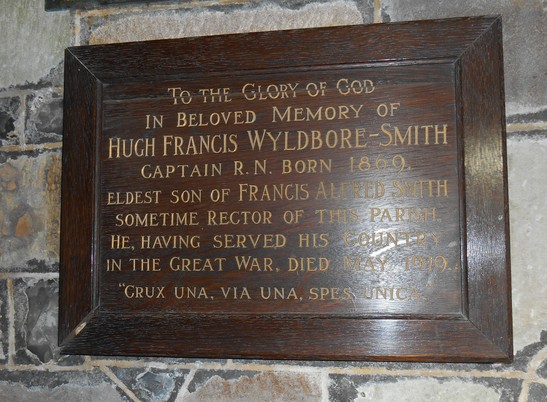 To the Glory of God
in Beloved Memory of
Hugh Francis Wyldbore-Smith
Captain R.N. Born 1869.
eldest son of Francis Alfred Smith
sometime Rector of this Parish.
He, having served his Country
in the Great War, died May, 1919.
"Crux una, via una, spes unica."